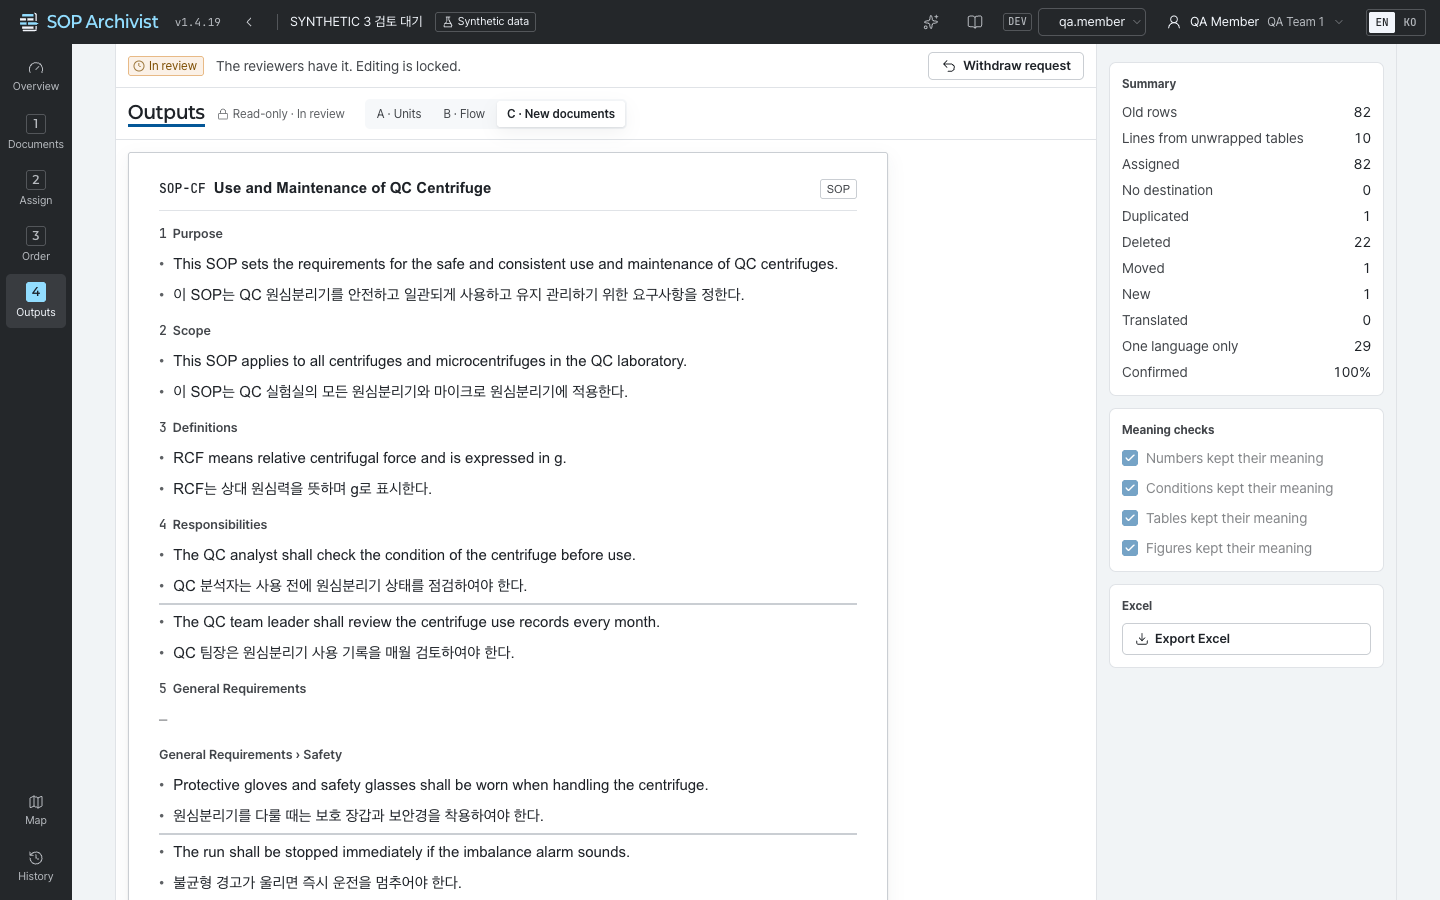 SOP Archivist v1.4.19 SYNTHETIC 3 검토 대기 Synthetic data DEV qa.member QA Member QA Team 1 EN KO
Overview
1
Documents
2
Assign
3
Order
4
Outputs
Map
History
In review The reviewers have it. Editing is locked. Withdraw request
Outputs Read-only · In review A · Units B · Flow C · New documents
SOP-CF Use and Maintenance of QC Centrifuge SOP
1 Purpose
• This SOP sets the requirements for the safe and consistent use and maintenance of QC centrifuges.
• 이 SOP는 QC 원심분리기를 안전하고 일관되게 사용하고 유지 관리하기 위한 요구사항을 정한다.
2 Scope
• This SOP applies to all centrifuges and microcentrifuges in the QC laboratory.
• 이 SOP는 QC 실험실의 모든 원심분리기와 마이크로 원심분리기에 적용한다.
3 Definitions
• RCF means relative centrifugal force and is expressed in g.
• RCF는 상대 원심력을 뜻하며 g로 표시한다.
4 Responsibilities
• The QC analyst shall check the condition of the centrifuge before use.
• QC 분석자는 사용 전에 원심분리기 상태를 점검하여야 한다.
• The QC team leader shall review the centrifuge use records every month.
• QC 팀장은 원심분리기 사용 기록을 매월 검토하여야 한다.
5 General Requirements
—
General Requirements › Safety
• Protective gloves and safety glasses shall be worn when handling the centrifuge.
• 원심분리기를 다룰 때는 보호 장갑과 보안경을 착용하여야 한다.
• The run shall be stopped immediately if the imbalance alarm sounds.
• 불균형 경고가 울리면 즉시 운전을 멈추어야 한다.
Summary
Old rows 82
Lines from unwrapped tables 10
Assigned 82
No destination 0
Duplicated 1
Deleted 22
Moved 1
New 1
Translated 0
One language only 29
Confirmed 100%
Meaning checks
Numbers kept their meaning
Conditions kept their meaning
Tables kept their meaning
Figures kept their meaning
Excel
Export Excel